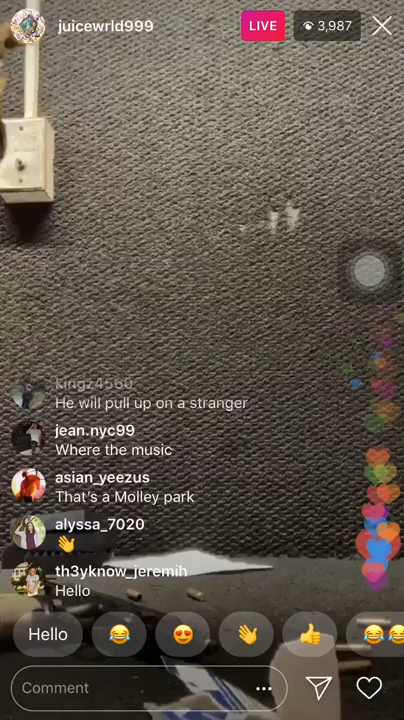 juicewrld999
LIVE
3,987
kingz4560
He will pull up on a stranger
jean.nyc99
Where the music
asian_yeezus
That's a Molley park
alyssa_7020
👋
th3yknow_jeremih
Hello
Hello 😂 😍 👋 👍 😂😂
Comment